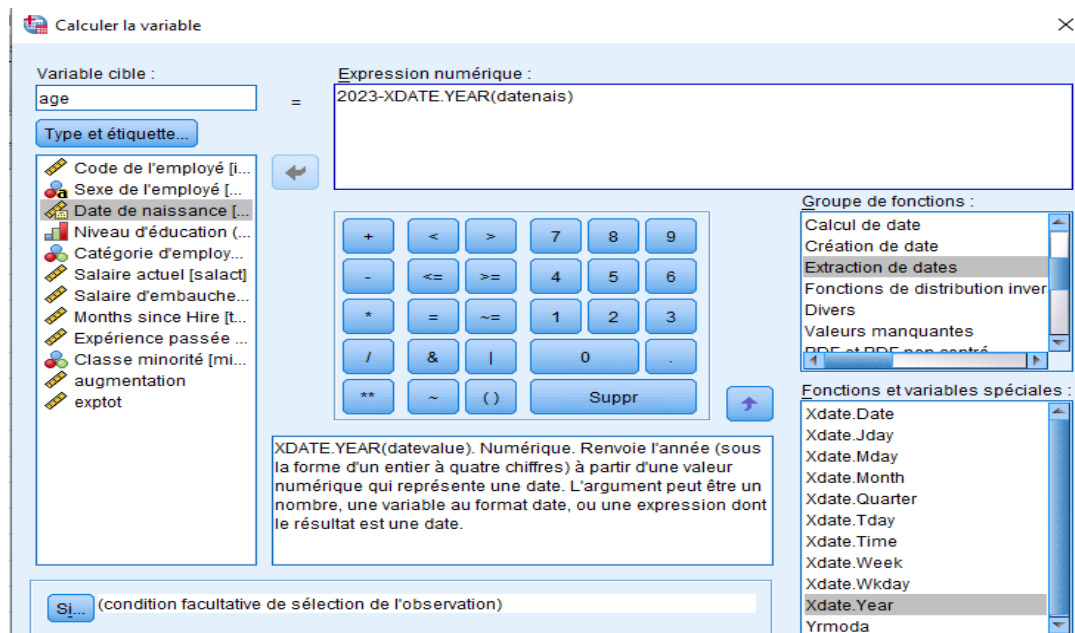 Calculer la variable
Variable cible :
age
=
Expression numérique :
2023-XDATE.YEAR(datenais)
Type et étiquette...
Code de l'employé [i...
Sexe de l'employé [...
Date de naissance [...
Niveau d'éducation (...
Catégorie d'employ...
Salaire actuel [salact]
Salaire d'embauche...
Months since Hire [t...
Expérience passée ...
Classe minorité [mi...
augmentation
exptot
+ < > 7 8 9
- <= >= 4 5 6
* = ~= 1 2 3
/ & | 0 .
** ~ ( ) Suppr
Groupe de fonctions :
Calcul de date
Création de date
Extraction de dates
Fonctions de distribution inver
Divers
Valeurs manquantes
PDF et PDF non centré
XDATE.YEAR(datevalue). Numérique. Renvoie l'année (sous
la forme d'un entier à quatre chiffres) à partir d'une valeur
numérique qui représente une date. L'argument peut être un
nombre, une variable au format date, ou une expression dont
le résultat est une date.
Fonctions et variables spéciales :
Xdate.Date
Xdate.Jday
Xdate.Mday
Xdate.Month
Xdate.Quarter
Xdate.Tday
Xdate.Time
Xdate.Week
Xdate.Wkday
Xdate.Year
Yrmoda
Si... (condition facultative de sélection de l'observation)